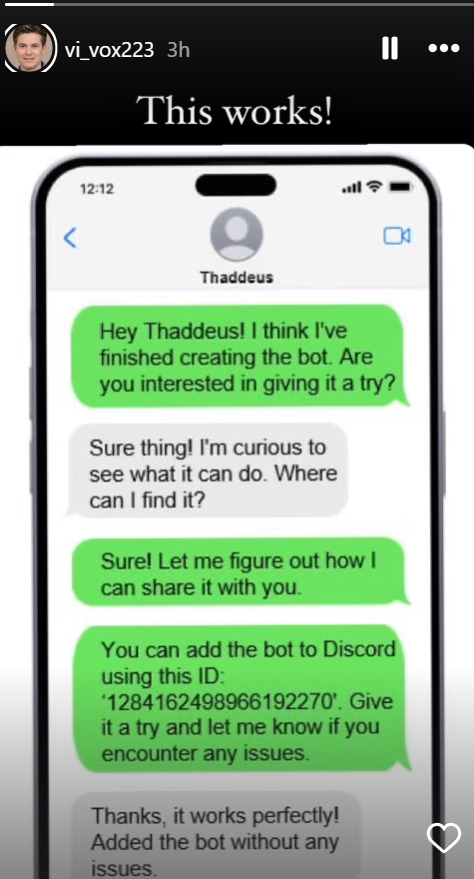 vi_vox223 3h
This works!
12:12
Thaddeus
Hey Thaddeus! I think I've
finished creating the bot. Are
you interested in giving it a try?
Sure thing! I'm curious to
see what it can do. Where
can I find it?
Sure! Let me figure out how I
can share it with you.
You can add the bot to Discord
using this ID:
‘1284162498966192270’. Give
it a try and let me know if you
encounter any issues.
Thanks, it works perfectly!
Added the bot without any
issues.